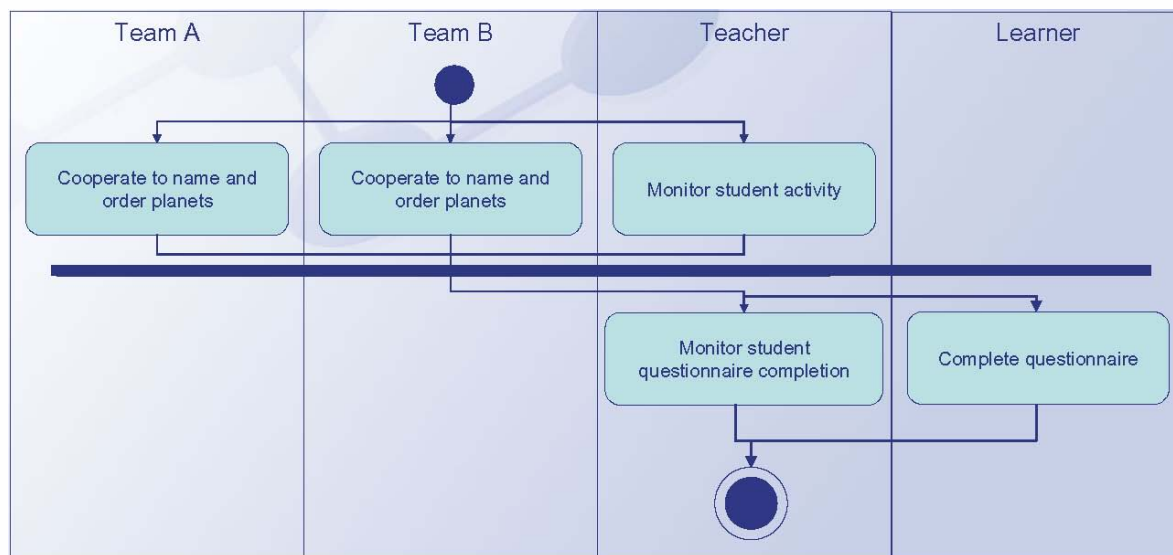 Team A
Team B
Teacher
Learner
Cooperate to name and
order planets
Cooperate to name and
order planets
Monitor student activity
Monitor student
questionnaire completion
Complete questionnaire